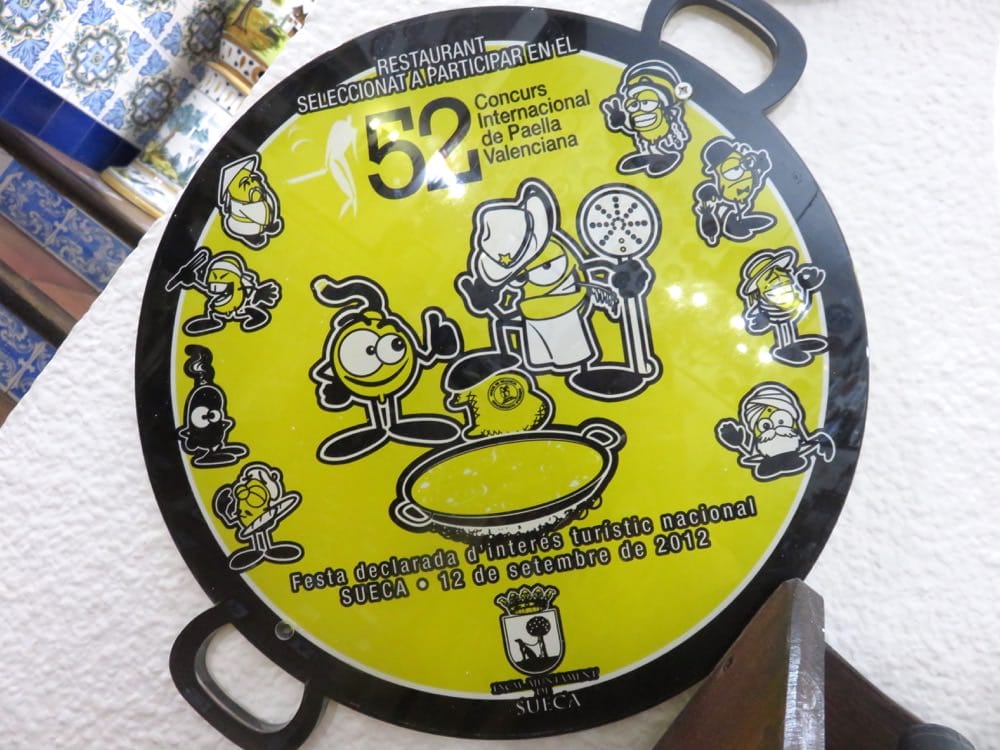 RESTAURANT
SELECCIONAT A PARTICIPAR EN EL
52
Concurs
Internacional
de Paella
Valenciana
Festa declarada d'interés turístic nacional
SUECA • 12 de setembre de 2012
DE
SUECA